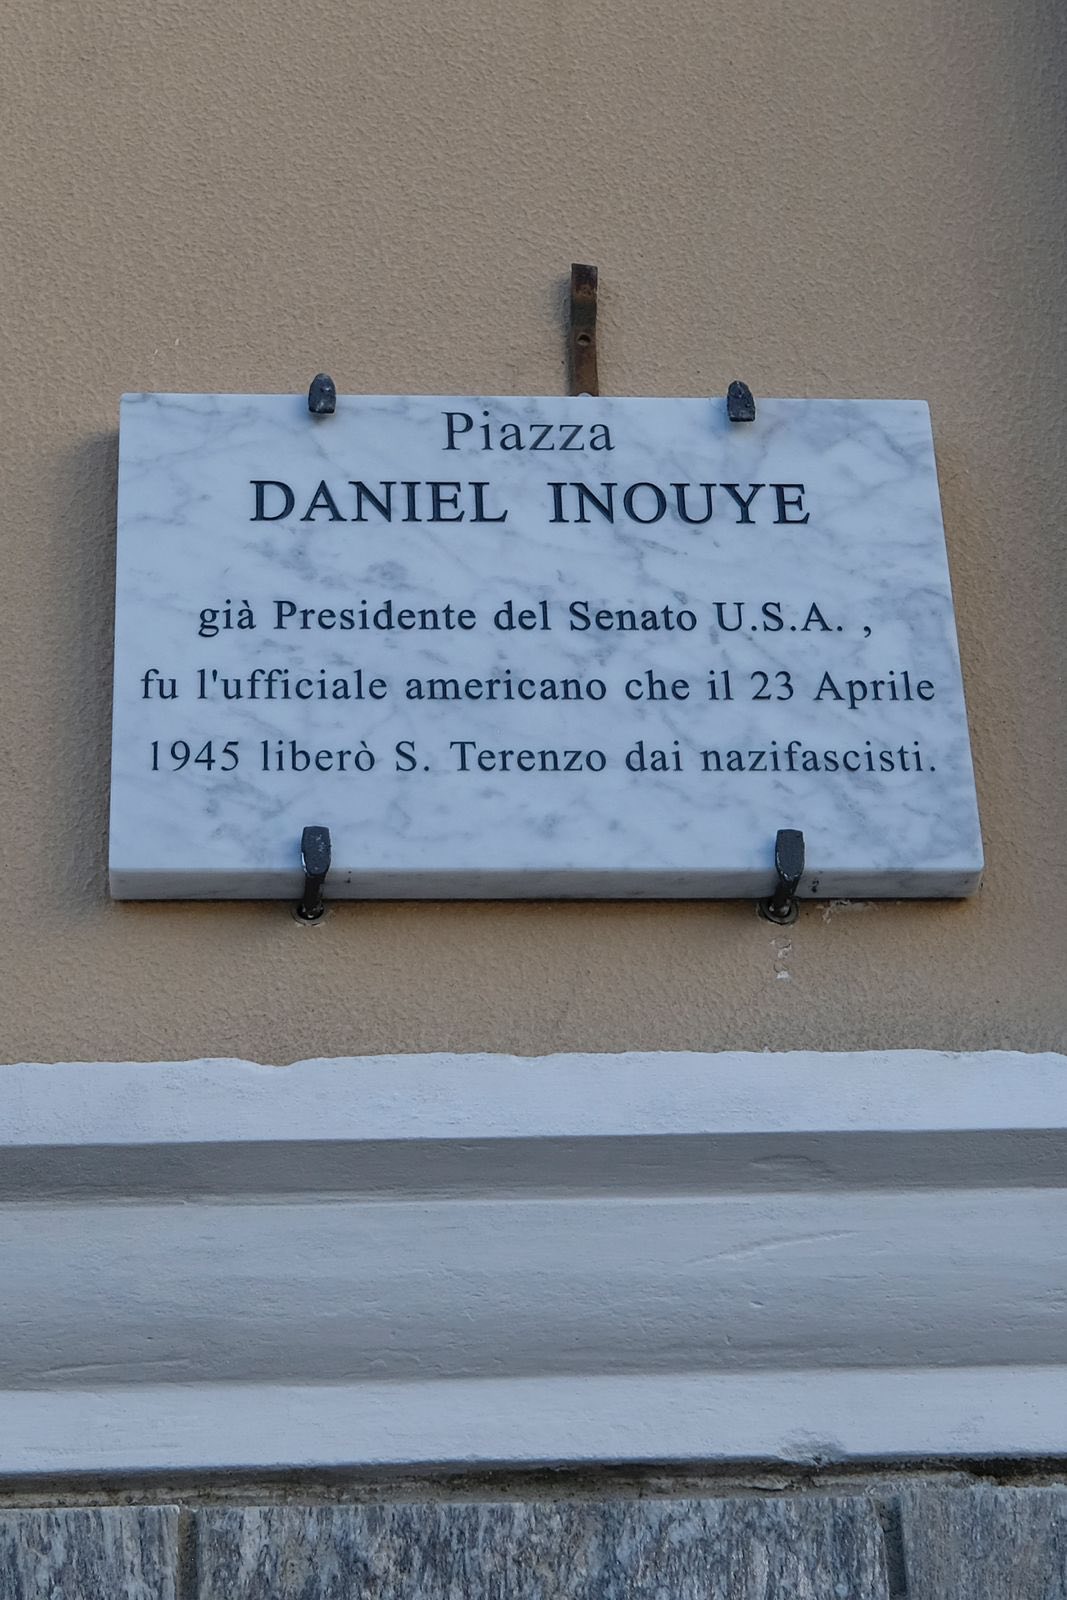 Piazza
DANIEL INOUYE
già Presidente del Senato U.S.A. ,
fu l'ufficiale americano che il 23 Aprile
1945 liberò S. Terenzo dai nazifascisti.